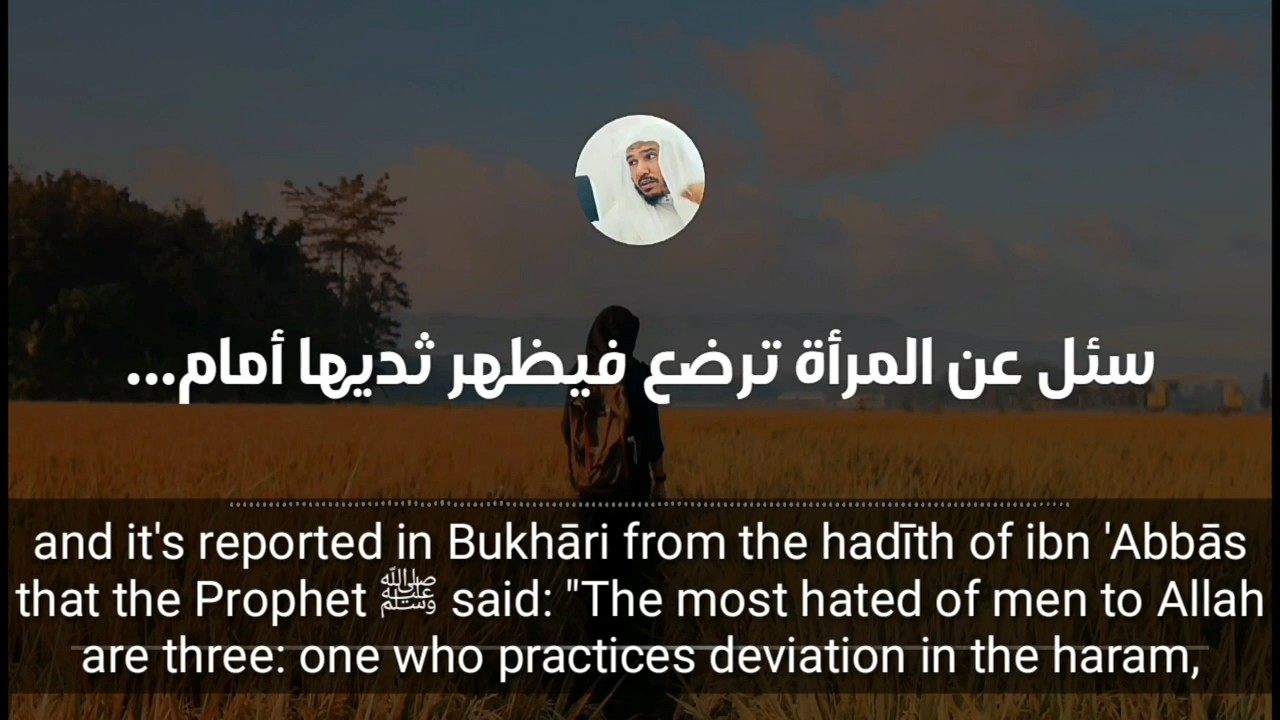 سئل عن المرأة ترضع فيظهر ثديها أمام...
and it's reported in Bukhāri from the hadīth of ibn 'Abbās
that the Prophet ﷺ said: "The most hated of men to Allah
are three: one who practices deviation in the haram,